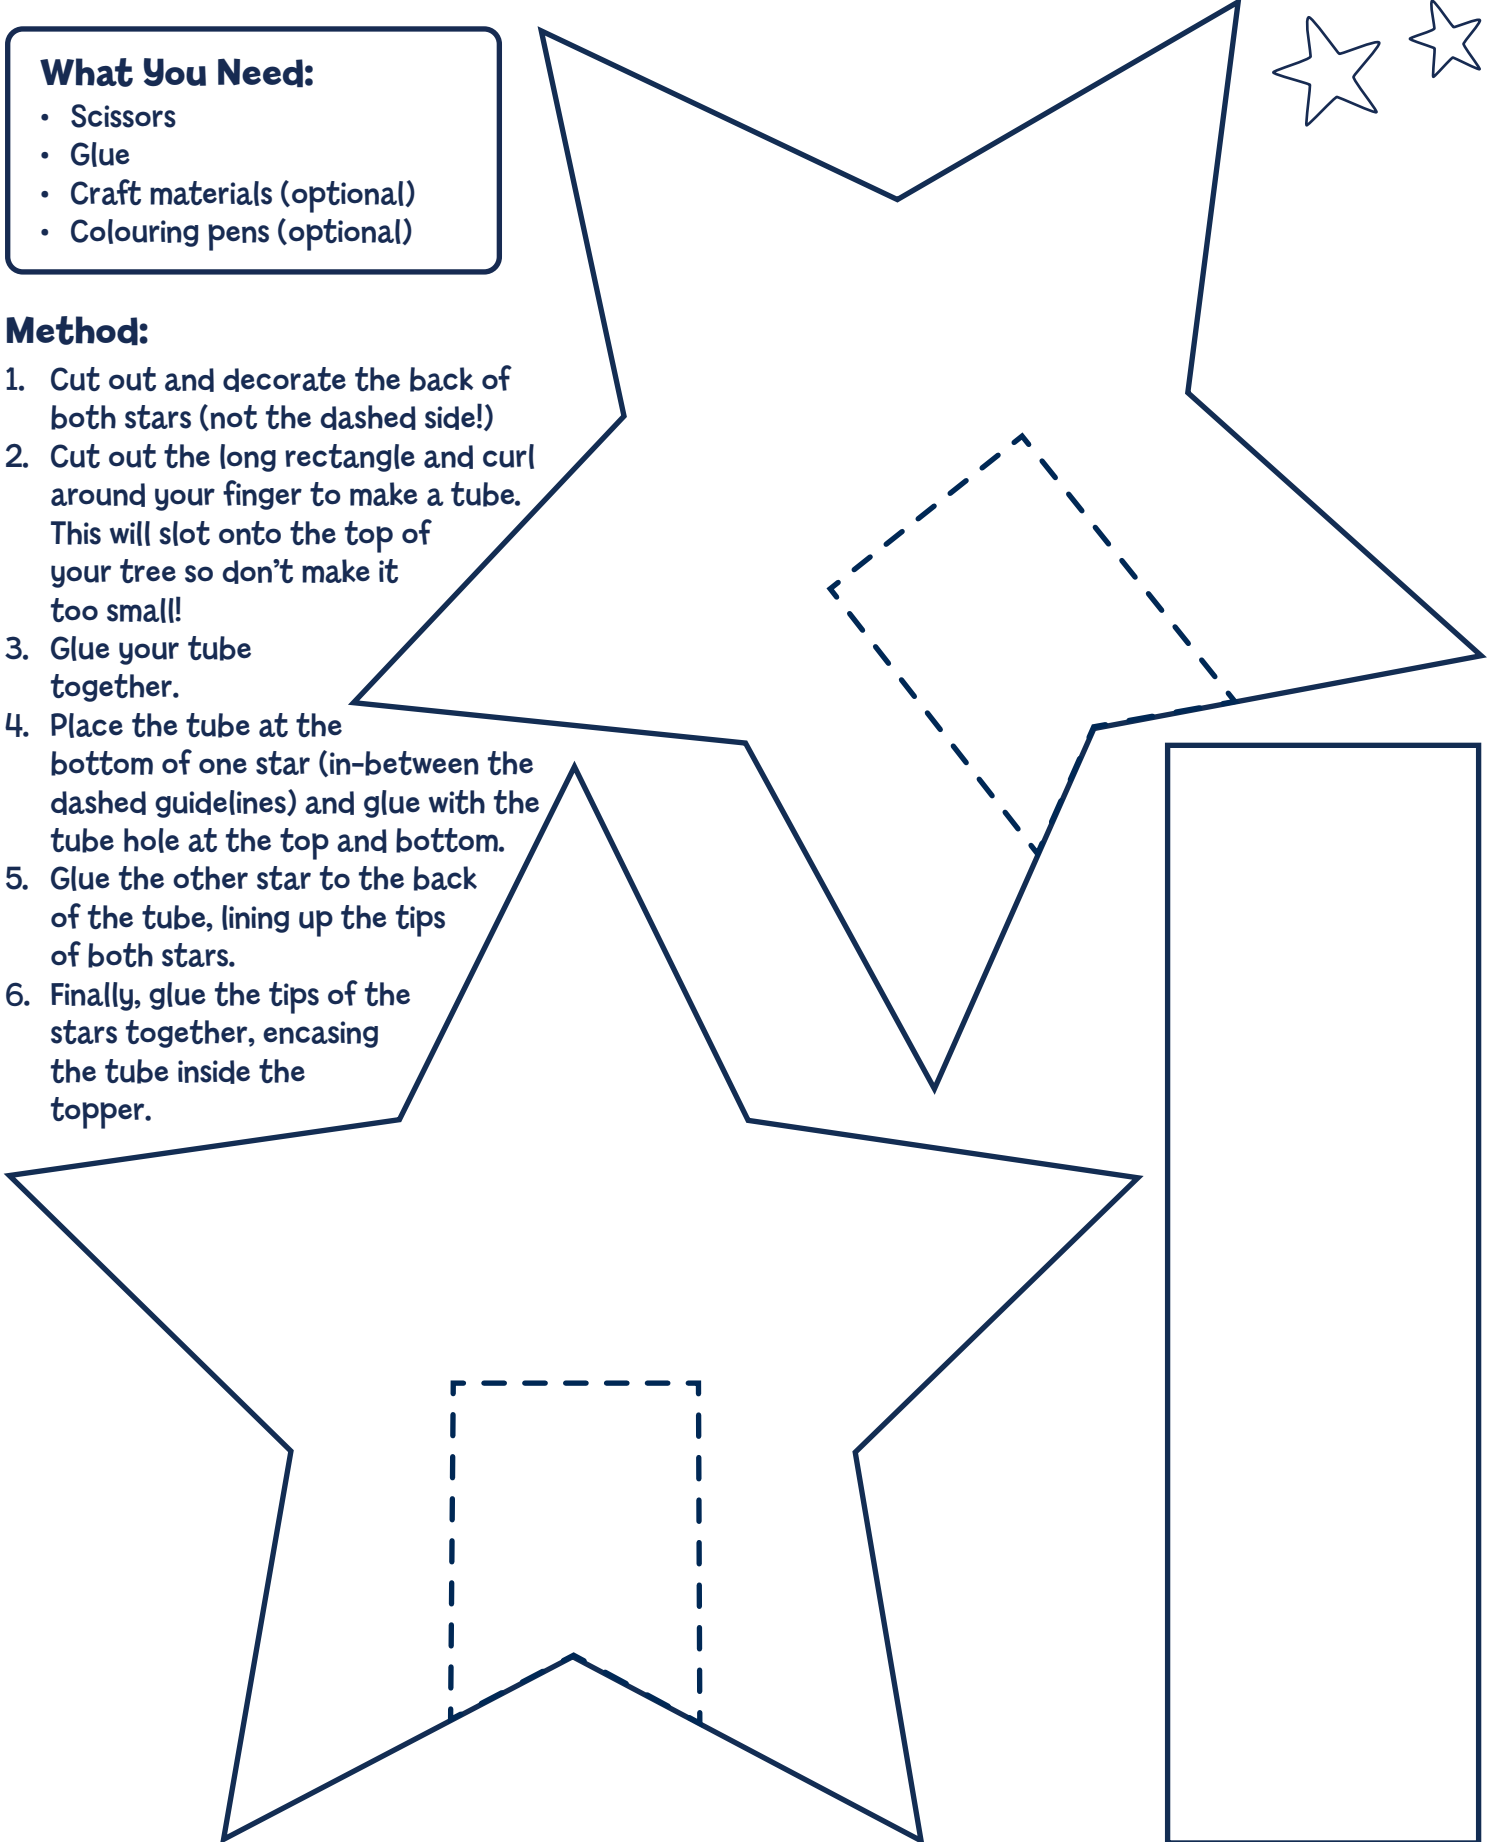 What You Need:
• Scissors
• Glue
• Craft materials (optional)
• Colouring pens (optional)
Method:
1. Cut out and decorate the back of
both stars (not the dashed side!)
2. Cut out the long rectangle and curl
around your finger to make a tube.
This will slot onto the top of
your tree so don’t make it
too small!
3. Glue your tube
together.
4. Place the tube at the
bottom of one star (in-between the
dashed guidelines) and glue with the
tube hole at the top and bottom.
5. Glue the other star to the back
of the tube, lining up the tips
of both stars.
6. Finally, glue the tips of the
stars together, encasing
the tube inside the
topper.